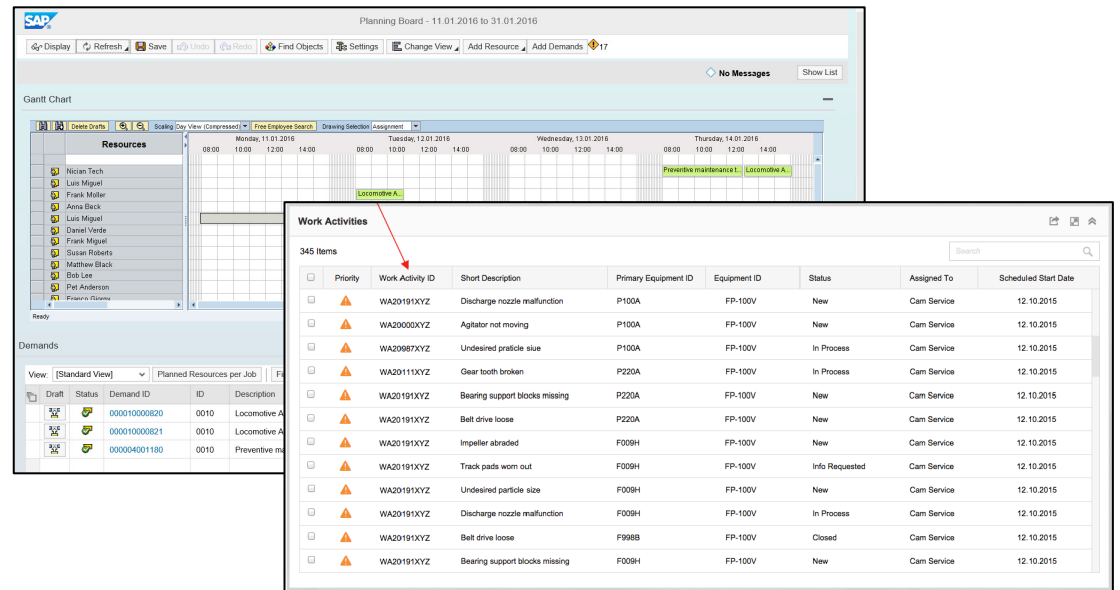 SAP
Planning Board - 11.01.2016 to 31.01.2016
Display Refresh Save Undo Redo Find Objects Settings Change View Add Resource Add Demands 17
No Messages Show List
Gantt Chart
Delete Drafts Scaling Day View (Compressed) Free Employee Search Drawing Selection Assignment
Resources
Monday, 11.01.2016 Tuesday, 12.01.2016 Wednesday, 13.01.2016 Thursday, 14.01.2016
08:00 10:00 12:00 14:00 08:00 10:00 12:00 14:00 08:00 10:00 12:00 14:00 08:00 10:00 12:00 14:00
Nician Tech Preventive maintenance t... Locomotive A...
Luis Miguel
Frank Moller Locomotive A...
Anna Beck
Luis Miguel
Daniel Verde
Frank Miguel
Susan Roberts
Matthew Black
Bob Lee
Pet Anderson
Franco Giorgy
Ready
Demands
View: [Standard View] Planned Resources per Job
Draft Status Demand ID ID Description
000010000820 0010 Locomotive A
000010000821 0010 Locomotive A
000004001180 0010 Preventive ma
Work Activities
345 Items Search
Priority Work Activity ID Short Description Primary Equipment ID Equipment ID Status Assigned To Scheduled Start Date
WA20191XYZ Discharge nozzle malfunction P100A FP-100V New Cam Service 12.10.2015
WA20000XYZ Agitator not moving P100A FP-100V New Cam Service 12.10.2015
WA20987XYZ Undesired praticle siue P100A FP-100V In Process Cam Service 12.10.2015
WA20111XYZ Gear tooth broken P220A FP-100V In Process Cam Service 12.10.2015
WA20191XYZ Bearing support blocks missing P220A FP-100V New Cam Service 12.10.2015
WA20191XYZ Belt drive loose P220A FP-100V New Cam Service 12.10.2015
WA20191XYZ Impeller abraded F009H FP-100V New Cam Service 12.10.2015
WA20191XYZ Track pads worn out F009H FP-100V Info Requested Cam Service 12.10.2015
WA20191XYZ Undesired particle size F009H FP-100V New Cam Service 12.10.2015
WA20191XYZ Discharge nozzle malfunction F009H FP-100V In Process Cam Service 12.10.2015
WA20191XYZ Belt drive loose F998B FP-100V Closed Cam Service 12.10.2015
WA20191XYZ Bearing support blocks missing F009H FP-100V New Cam Service 12.10.2015